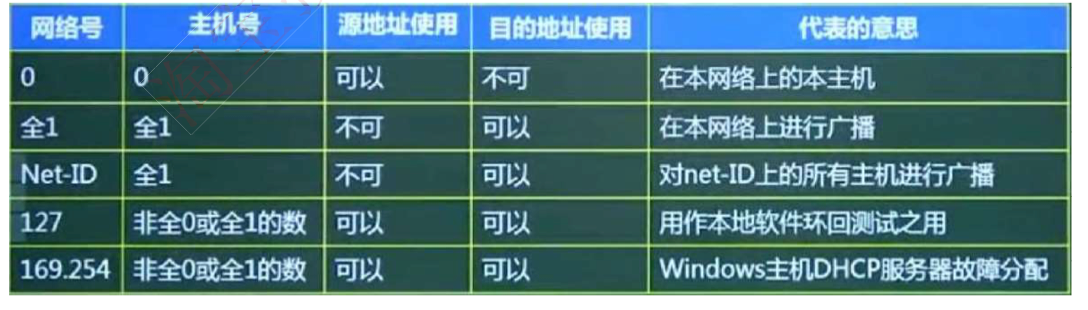 网络号 主机号 源地址使用 目的地址使用 代表的意思
0 0 可以 不可 在本网络上的本主机
全1 全1 不可 可以 在本网络上进行广播
Net-ID 全1 不可 可以 对net-ID上的所有主机进行广播
127 非全0或全1的数 可以 可以 用作本地软件环回测试之用
169.254 非全0或全1的数 可以 可以 Windows主机DHCP服务器故障分配